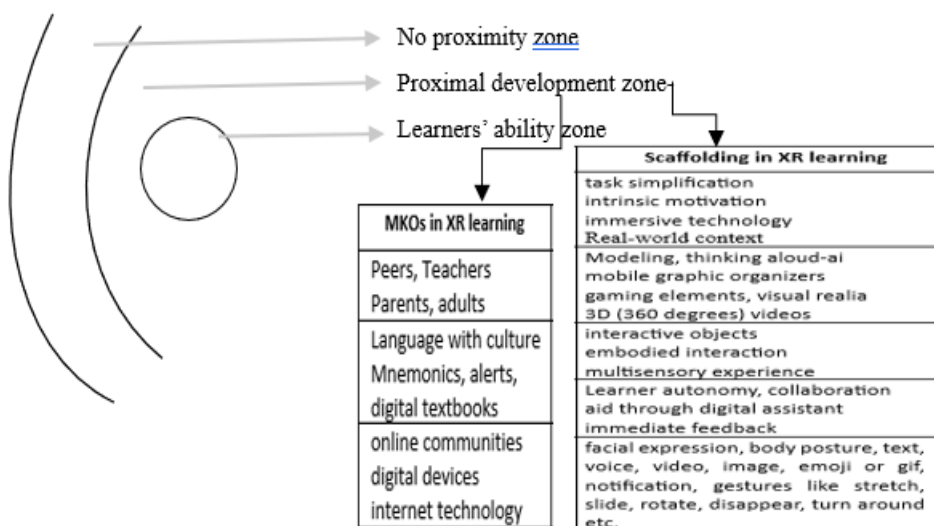 No proximity zone
Proximal development zone
Learners' ability zone
MKOs in XR learning
Peers, Teachers
Parents, adults
Language with culture
Mnemonics, alerts,
digital textbooks
online communities
digital devices
internet technology
Scaffolding in XR learning
task simplification
intrinsic motivation
immersive technology
Real-world context
Modeling, thinking aloud-ai
mobile graphic organizers
gaming elements, visual realia
3D (360 degrees) videos
interactive objects
embodied interaction
multisensory experience
Learner autonomy, collaboration
aid through digital assistant
immediate feedback
facial expression, body posture, text,
voice, video, image, emoji or gif,
notification, gestures like stretch,
slide, rotate, disappear, turn around
etc.